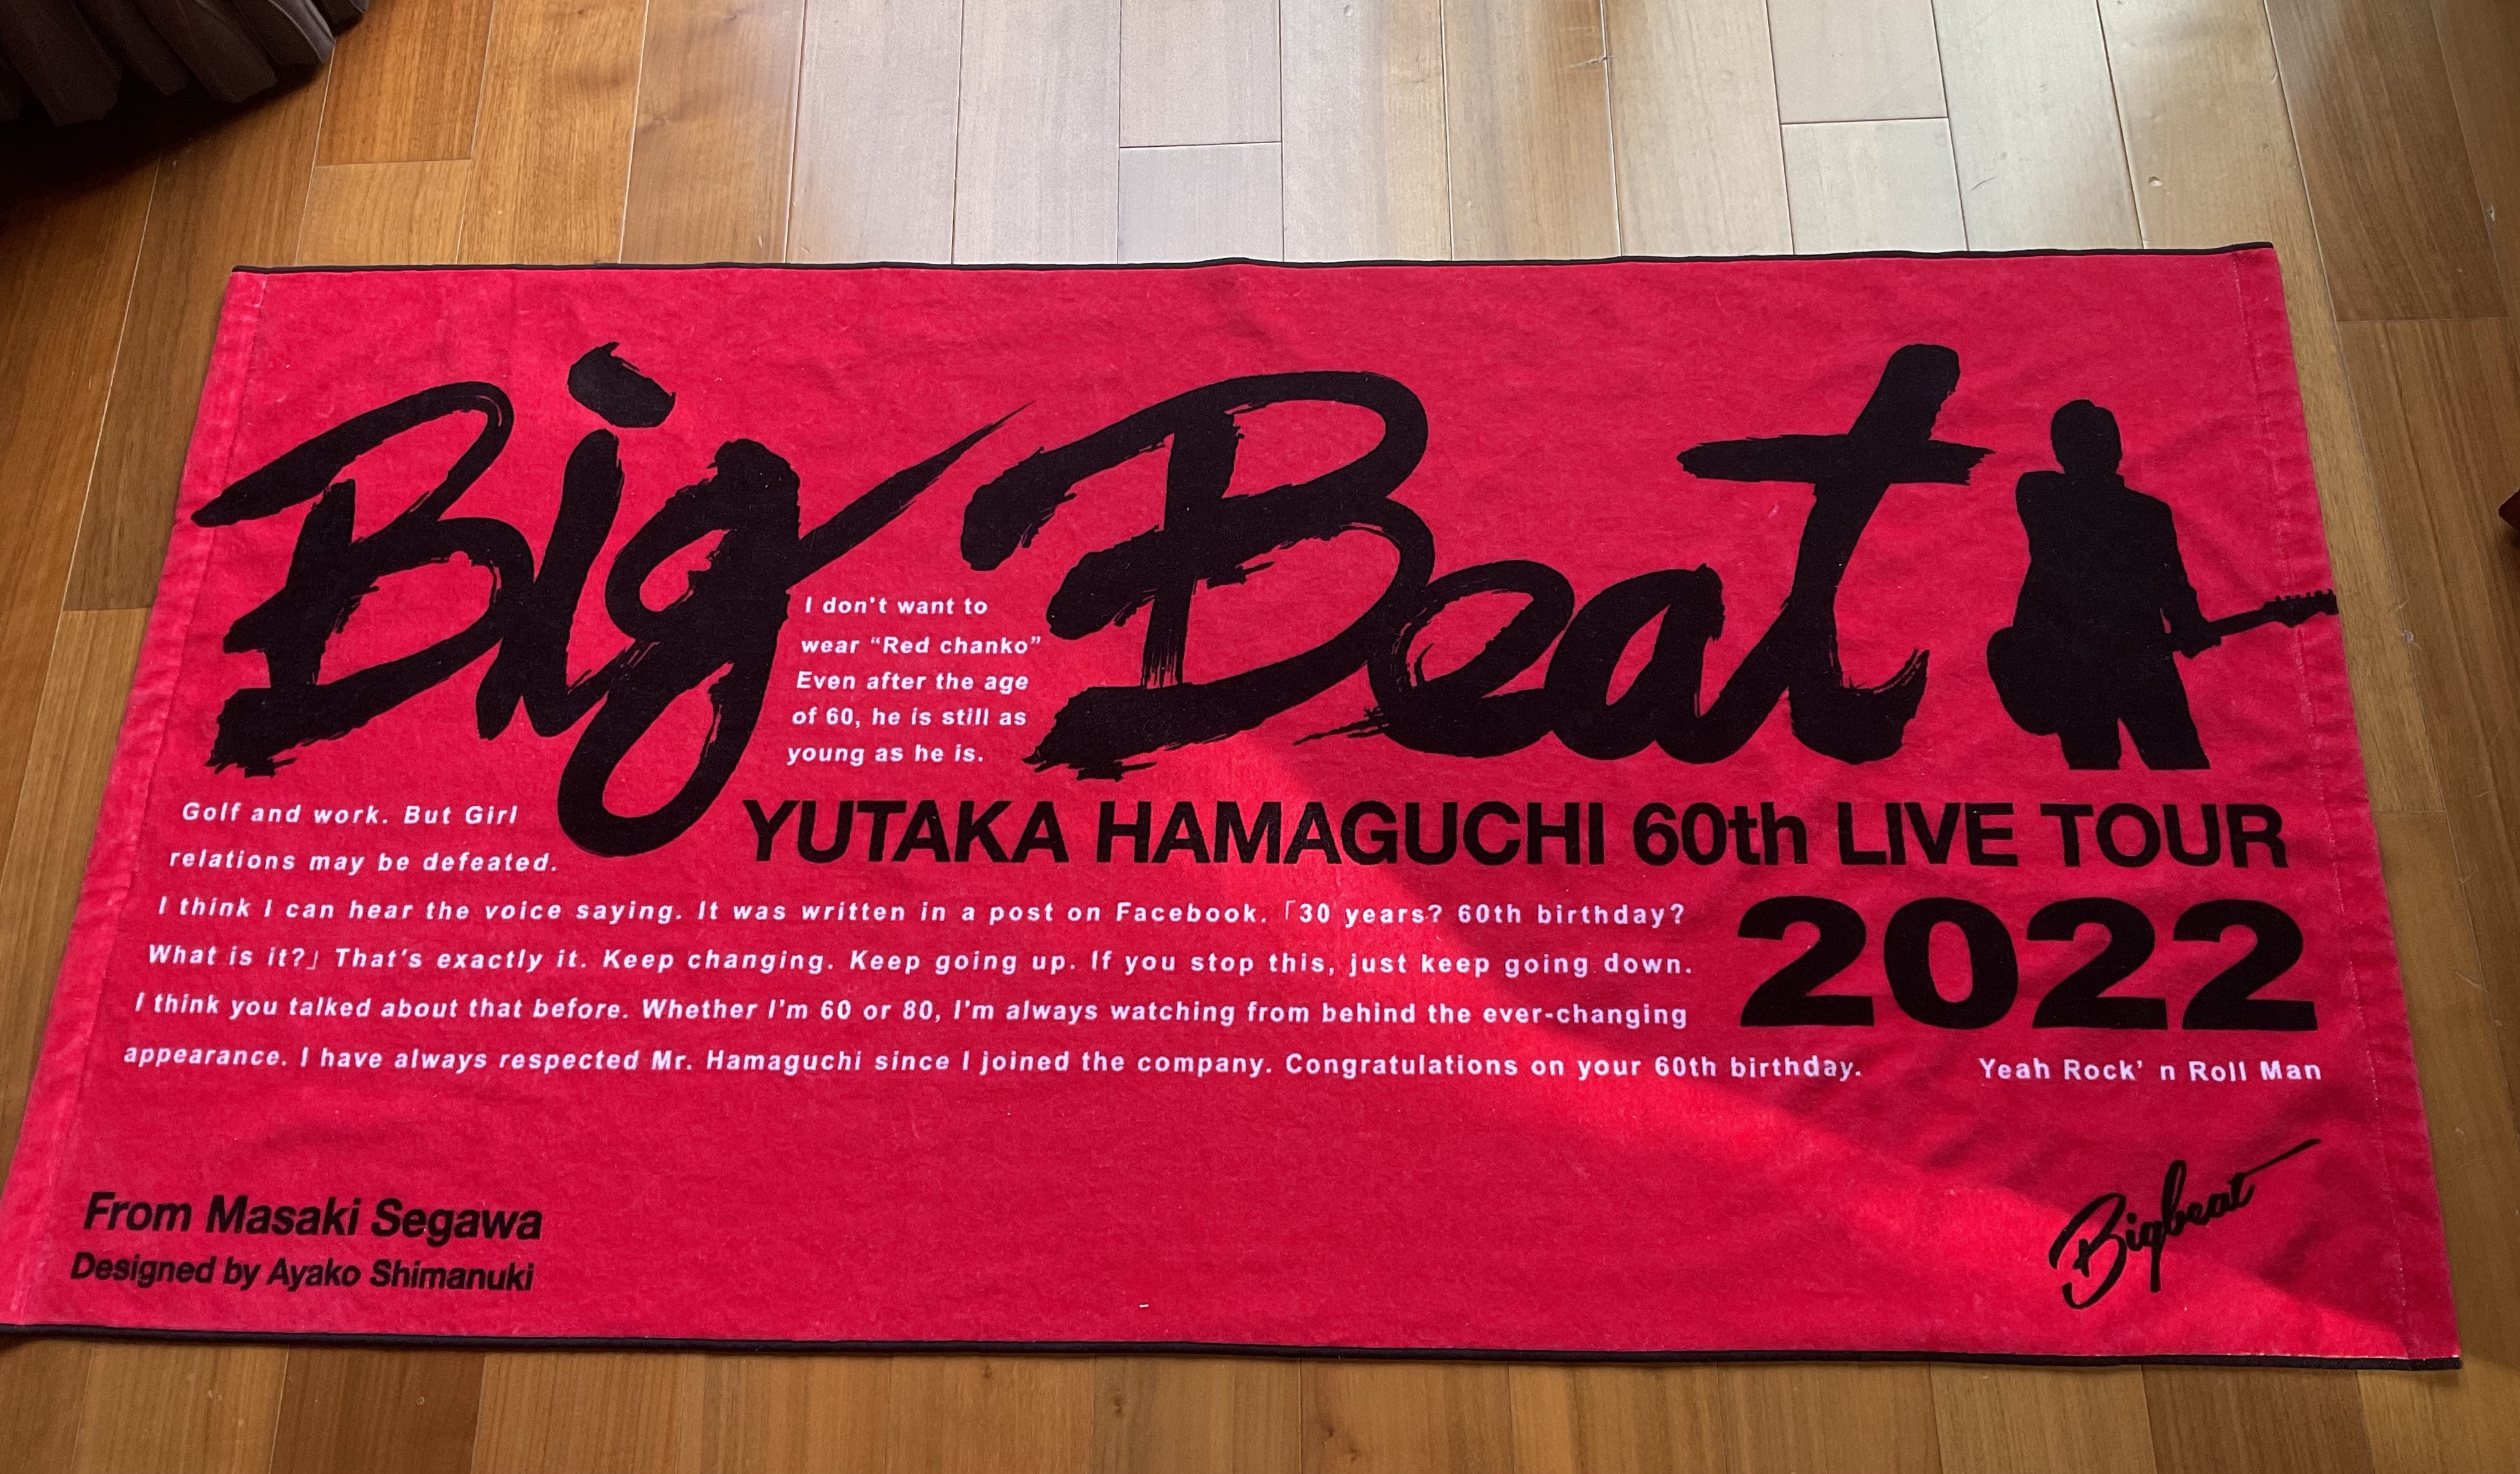 Big Beat
I don't want to
wear “Red chanko”
Even after the age
of 60, he is still as
young as he is.
YUTAKA HAMAGUCHI 60th LIVE TOUR
2022
Golf and work. But Girl
relations may be defeated.
I think I can hear the voice saying. It was written in a post on Facebook.「30 years? 60th birthday?
What is it?」That's exactly it. Keep changing. Keep going up. If you stop this, just keep going down.
I think you talked about that before. Whether I'm 60 or 80, I'm always watching from behind the ever-changing
appearance. I have always respected Mr. Hamaguchi since I joined the company. Congratulations on your 60th birthday.
Yeah Rock’ n Roll Man
From Masaki Segawa
Designed by Ayako Shimanuki
Bigbeat